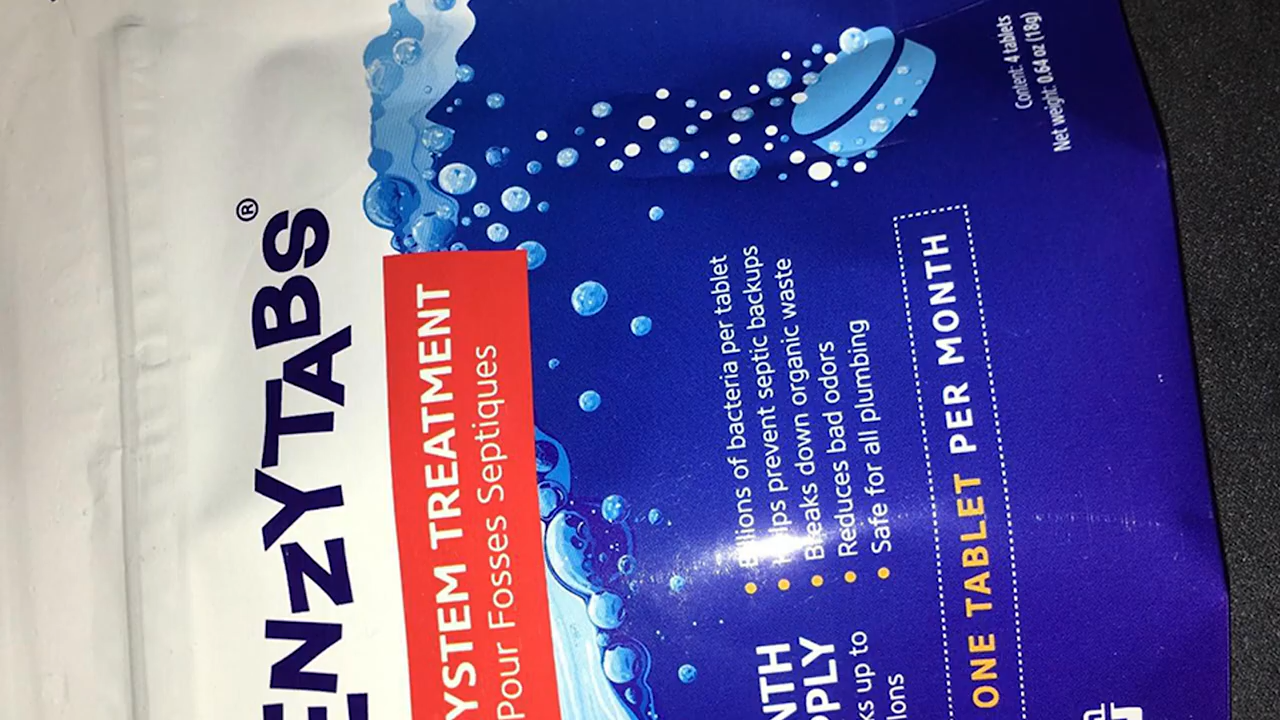 ENZYTABS®
YSTEM TREATMENT
Pour Fosses Septiques
NTH
PPLY
ks up to
lons
• Billions of bacteria per tablet
• Helps prevent septic backups
• Breaks down organic waste
• Reduces bad odors
• Safe for all plumbing
ONE TABLET PER MONTH
Content: 4 tablets
Net weight: 0.64 oz (18g)